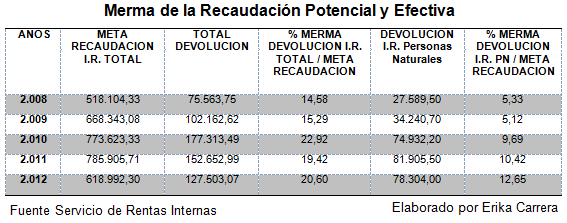 Merma de la Recaudación Potencial y Efectiva
AÑOS META RECAUDACION I.R. TOTAL TOTAL DEVOLUCION % MERMA DEVOLUCION I.R. TOTAL / META RECAUDACION DEVOLUCION I.R. Personas Naturales % MERMA DEVOLUCION I.R. PN / META RECAUDACION
2.008 518.104,33 75.563,75 14,58 27.589,50 5,33
2.009 668.343,08 102.162,62 15,29 34.240,70 5,12
2.010 773.623,33 177.313,49 22,92 74.932,20 9,69
2.011 785.905,71 152.652,99 19,42 81.905,50 10,42
2.012 618.992,30 127.503,07 20,60 78.304,00 12,65
Fuente Servicio de Rentas Internas Elaborado por Erika Carrera